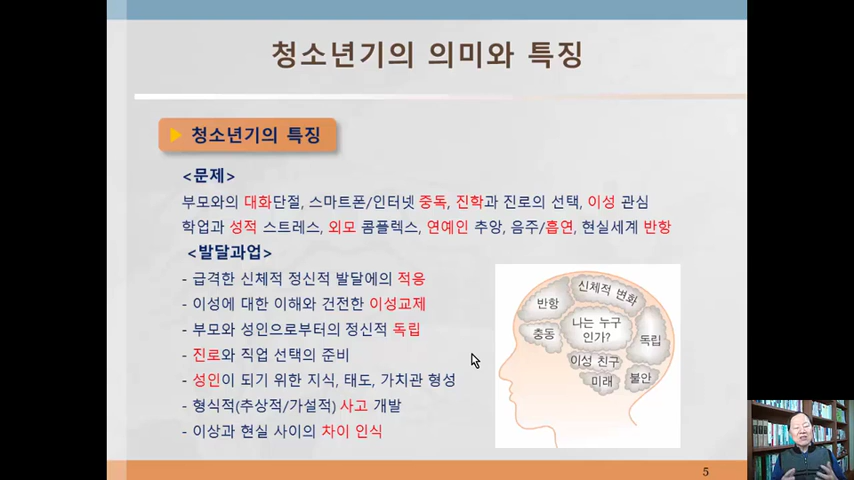 청소년기의 의미와 특징
청소년기의 특징
<문제>
부모와의 대화단절, 스마트폰/인터넷 중독, 진학과 진로의 선택, 이성 관심
학업과 성적 스트레스, 외모 콤플렉스, 연예인 추앙, 음주/흡연, 현실세계 반항
<발달과업>
- 급격한 신체적 정신적 발달에의 적응
- 이성에 대한 이해와 건전한 이성교제
- 부모와 성인으로부터의 정신적 독립
- 진로와 직업 선택의 준비
- 성인이 되기 위한 지식, 태도, 가치관 형성
- 형식적(추상적/가설적) 사고 개발
- 이상과 현실 사이의 차이 인식
신체적 변화
반항
나는 누구
인가?
충동
독립
이성 친구
미래
불안
5